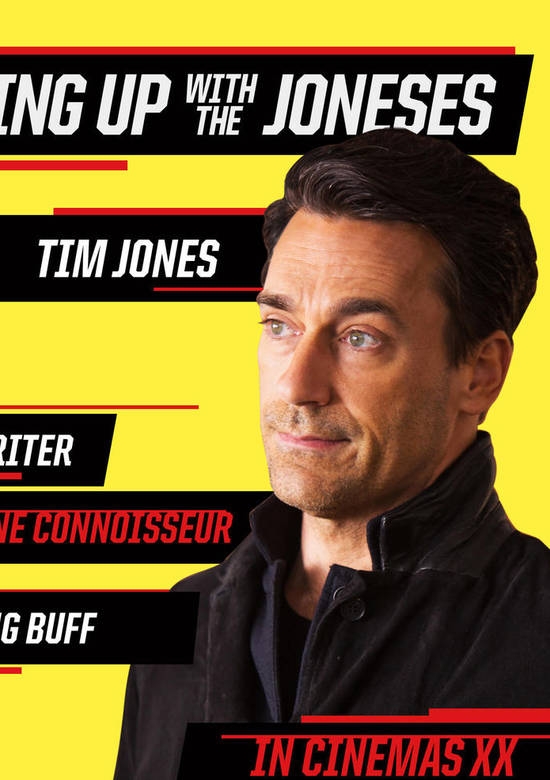 ING UP WITH THE JONESES
TIM JONES
RITER
NE CONNOISSEUR
G BUFF
IN CINEMAS XX